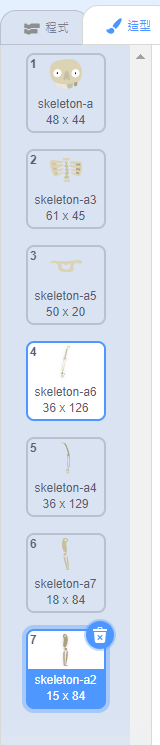 程式
造型
1
skeleton-a
48 x 44
2
skeleton-a3
61 x 45
3
skeleton-a5
50 x 20
4
skeleton-a6
36 x 126
5
skeleton-a4
36 x 129
6
skeleton-a7
18 x 84
7
skeleton-a2
15 x 84